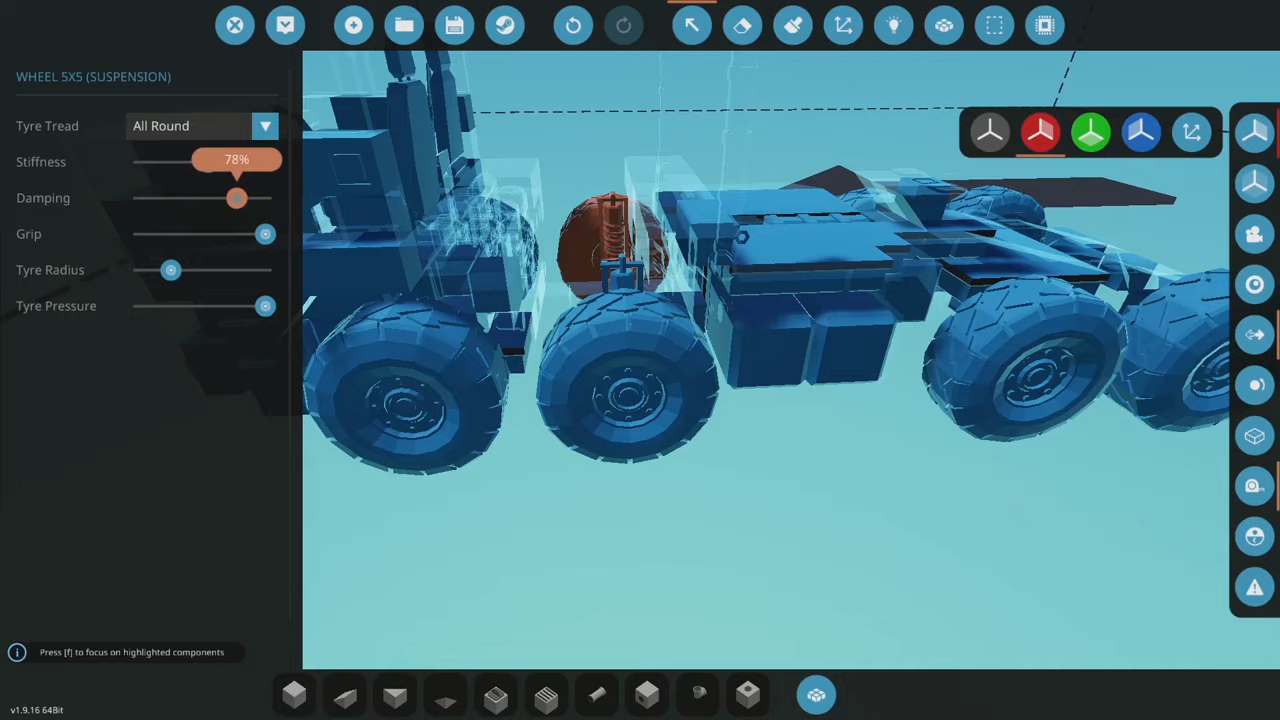 WHEEL 5X5 (SUSPENSION)
Tyre Tread
All Round
Stiffness
78%
Damping
Grip
Tyre Radius
Tyre Pressure
Press [f] to focus on highlighted components
v1.9.16 64Bit